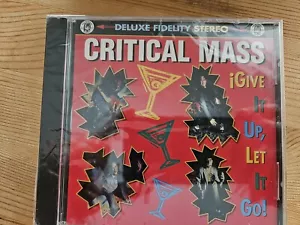 DELUXE FIDELITY STEREO
CRITICAL MASS
¡GIVE
IT
UP,
LET
IT
GO!